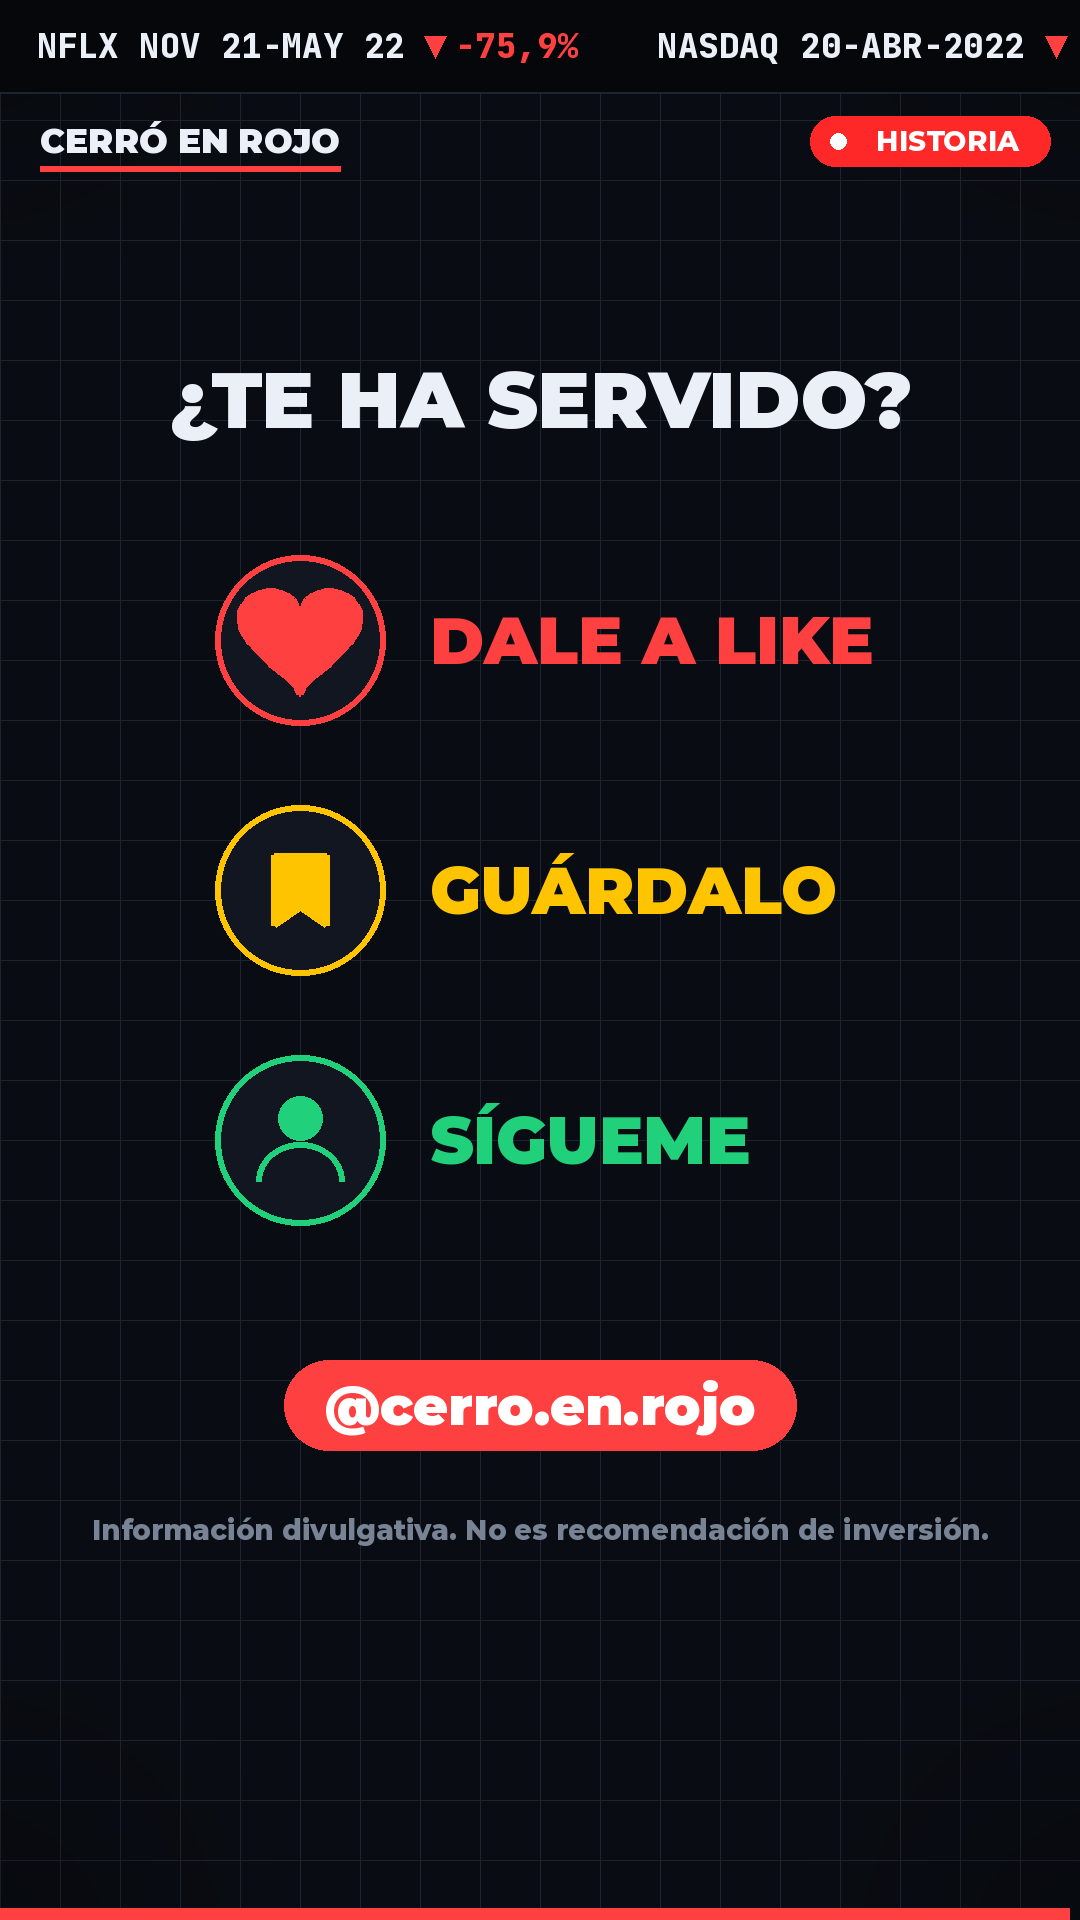 NFLX NOV 21-MAY 22 ▼ -75,9% NASDAQ 20-ABR-2022 ▼
CERRÓ EN ROJO
HISTORIA
¿TE HA SERVIDO?
DALE A LIKE
GUÁRDALO
SÍGUEME
@cerro.en.rojo
Información divulgativa. No es recomendación de inversión.